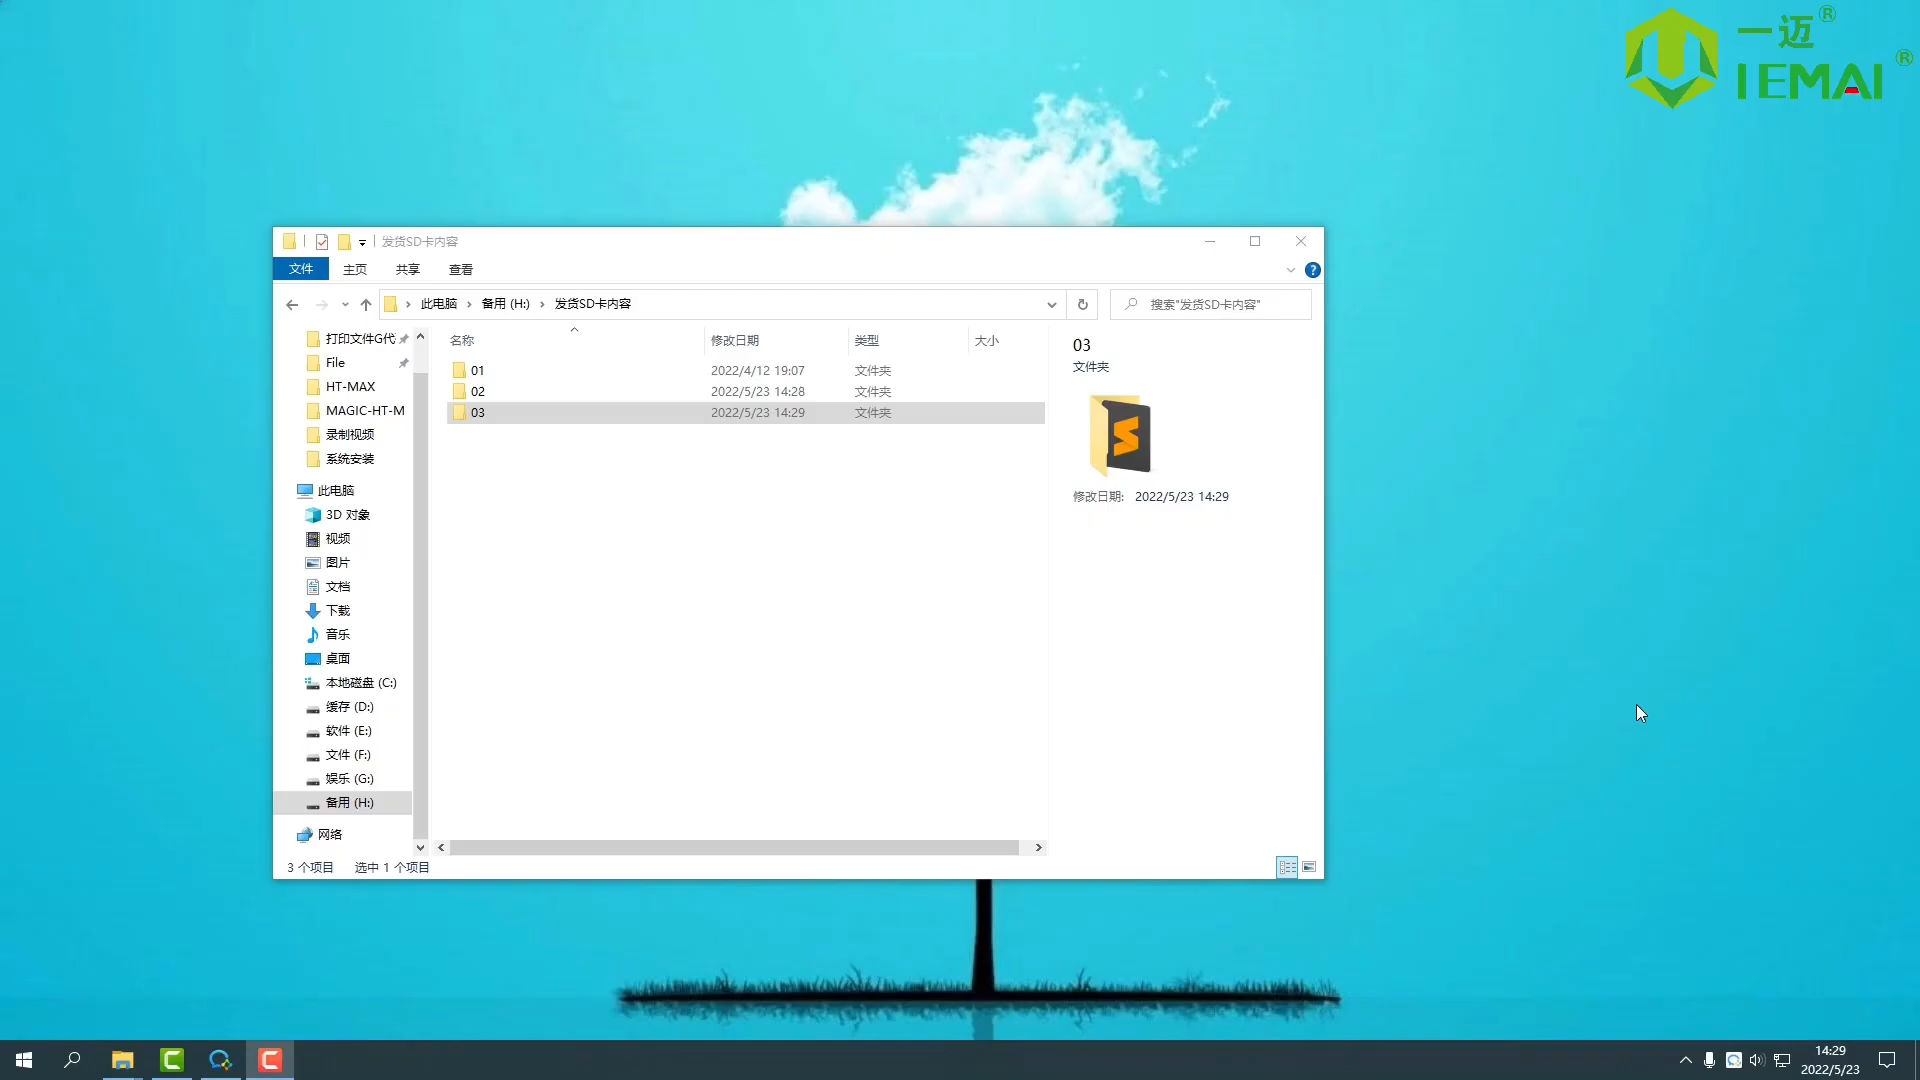 一迈®
IEMAI®
发货SD卡内容
文件 主页 共享 查看
此电脑 备用 (H:) 发货SD卡内容
搜索"发货SD卡内容"
打印文件G代
File
HT-MAX
MAGIC-HT-M
录制视频
系统安装
此电脑
3D 对象
视频
图片
文档
下载
音乐
桌面
本地磁盘 (C:)
缓存 (D:)
软件 (E:)
文件 (F:)
娱乐 (G:)
备用 (H:)
网络
名称 修改日期 类型 大小
01 2022/4/12 19:07 文件夹
02 2022/5/23 14:28 文件夹
03 2022/5/23 14:29 文件夹
03
文件夹
修改日期: 2022/5/23 14:29
3 个项目 选中 1 个项目
14:29
2022/5/23